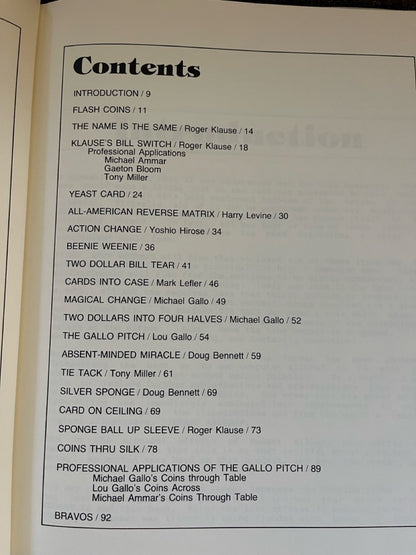 Contents
INTRODUCTION / 9
FLASH COINS / 11
THE NAME IS THE SAME / Roger Klause / 14
KLAUSE'S BILL SWITCH / Roger Klause / 18
Professional Applications
Michael Ammar
Gaeton Bloom
Tony Miller
YEAST CARD / 24
ALL-AMERICAN REVERSE MATRIX / Harry Levine / 30
ACTION CHANGE / Yoshio Hirose / 34
BEENIE WEENIE / 36
TWO DOLLAR BILL TEAR / 41
CARDS INTO CASE / Mark Lefler / 46
MAGICAL CHANGE / Michael Gallo / 49
TWO DOLLARS INTO FOUR HALVES / Michael Gallo / 52
THE GALLO PITCH / Lou Gallo / 54
ABSENT-MINDED MIRACLE / Doug Bennett / 59
TIE TACK / Tony Miller / 61
SILVER SPONGE / Doug Bennett / 69
CARD ON CEILING / 69
SPONGE BALL UP SLEEVE / Roger Klause / 73
COINS THRU SILK / 78
PROFESSIONAL APPLICATIONS OF THE GALLO PITCH / 89
Michael Gallo's Coins through Table
Lou Gallo's Coins Across
Michael Ammar's Coins Through Table
BRAVOS / 92